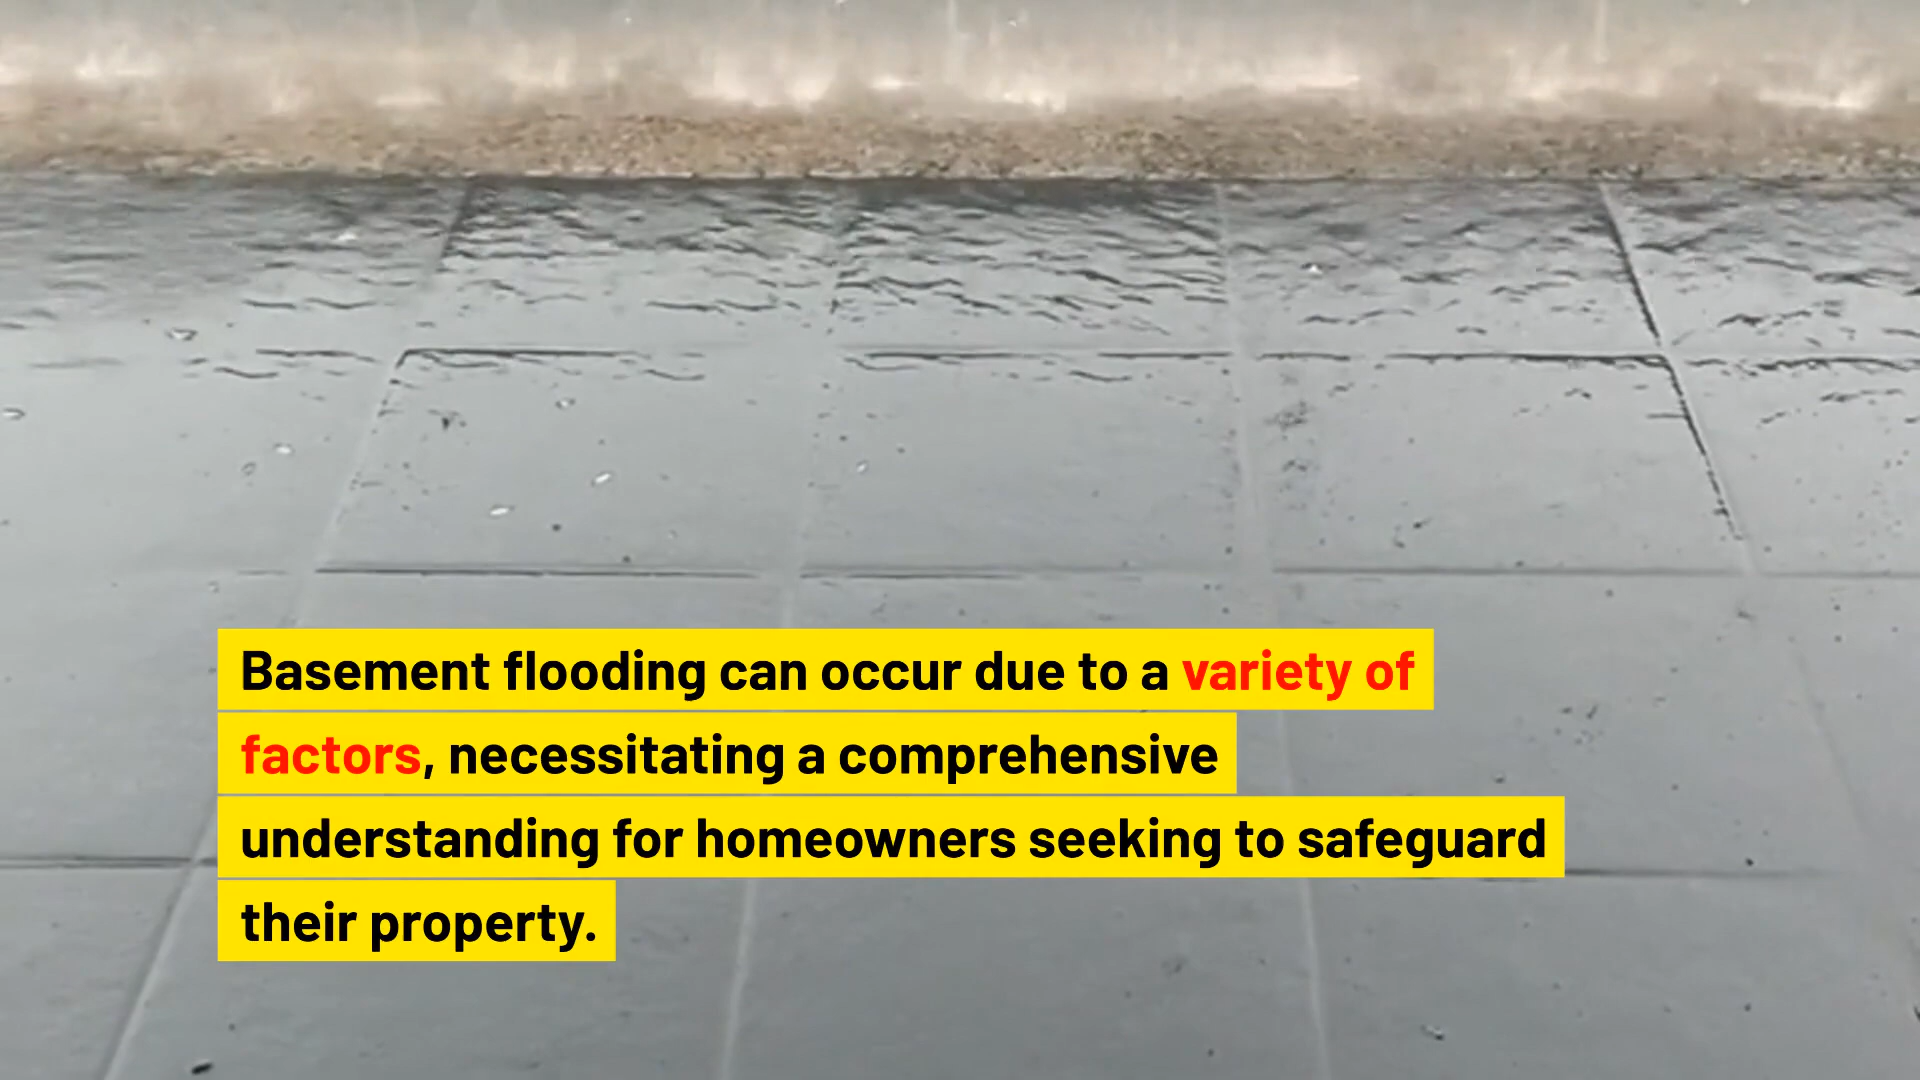 Basement flooding can occur due to a variety of
factors, necessitating a comprehensive
understanding for homeowners seeking to safeguard
their property.